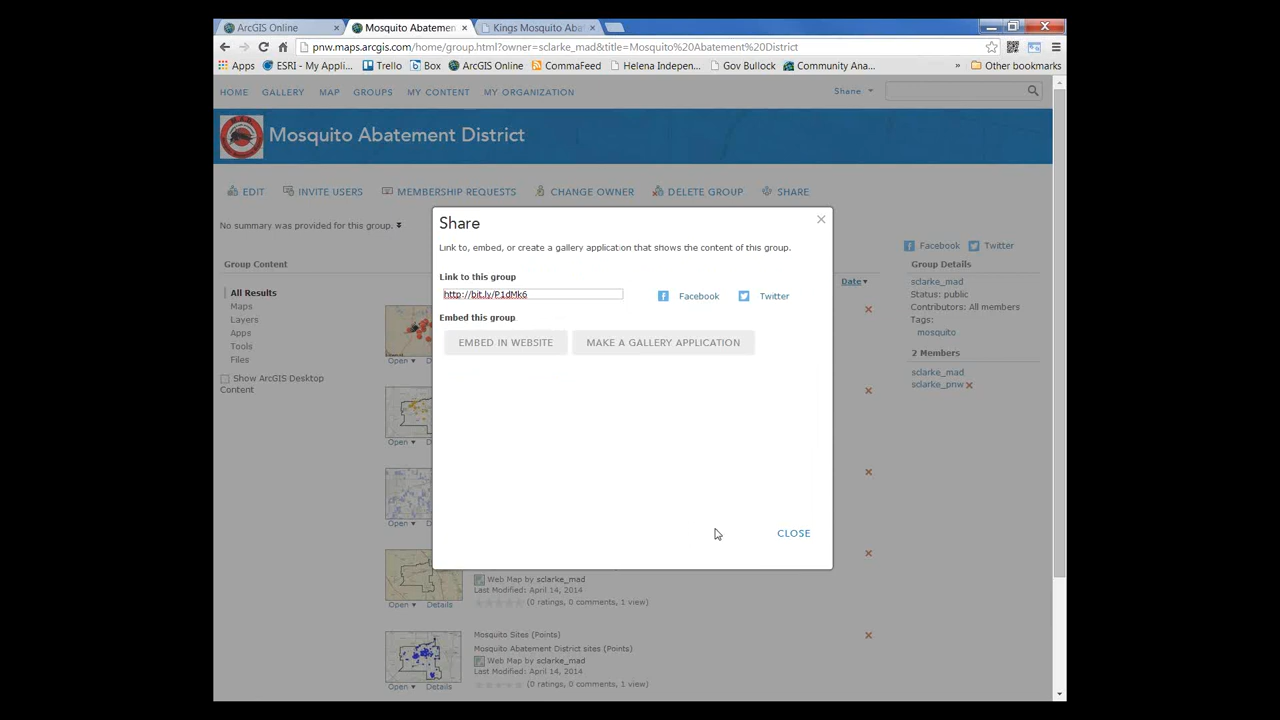 ArcGIS Online
Mosquito Abatemen
Kings Mosquito Aba
pnw.maps.arcgis.com/home/group.html?owner=sclarke_mad&title=Mosquito%20Abatement%20District
Apps ESRI - My Appli... Trello Box ArcGIS Online CommaFeed Helena Indepen... Gov Bullock Community Ana... » Other bookmarks
HOME GALLERY MAP GROUPS MY CONTENT MY ORGANIZATION Shane
Mosquito Abatement District
EDIT INVITE USERS MEMBERSHIP REQUESTS CHANGE OWNER DELETE GROUP SHARE
No summary was provided for this group.
Facebook Twitter
Group Content
All Results
Maps
Layers
Apps
Tools
Files
Show ArcGIS Desktop
Content
Share
Link to, embed, or create a gallery application that shows the content of this group.
Link to this group
http://bit.ly/P1dMk6
Facebook Twitter
Embed this group
EMBED IN WEBSITE MAKE A GALLERY APPLICATION
CLOSE
Date
Group Details
sclarke_mad
Status: public
Contributors: All members
Tags:
mosquito
2 Members
sclarke_mad
sclarke_pnw
Open
Open
Open
Web Map by sclarke_mad
Last Modified: April 14, 2014
Open Details (0 ratings, 0 comments, 1 view)
Mosquito Sites (Points)
Mosquito Abatement District sites (Points)
Web Map by sclarke_mad
Last Modified: April 14, 2014
Open Details (0 ratings, 0 comments, 1 view)